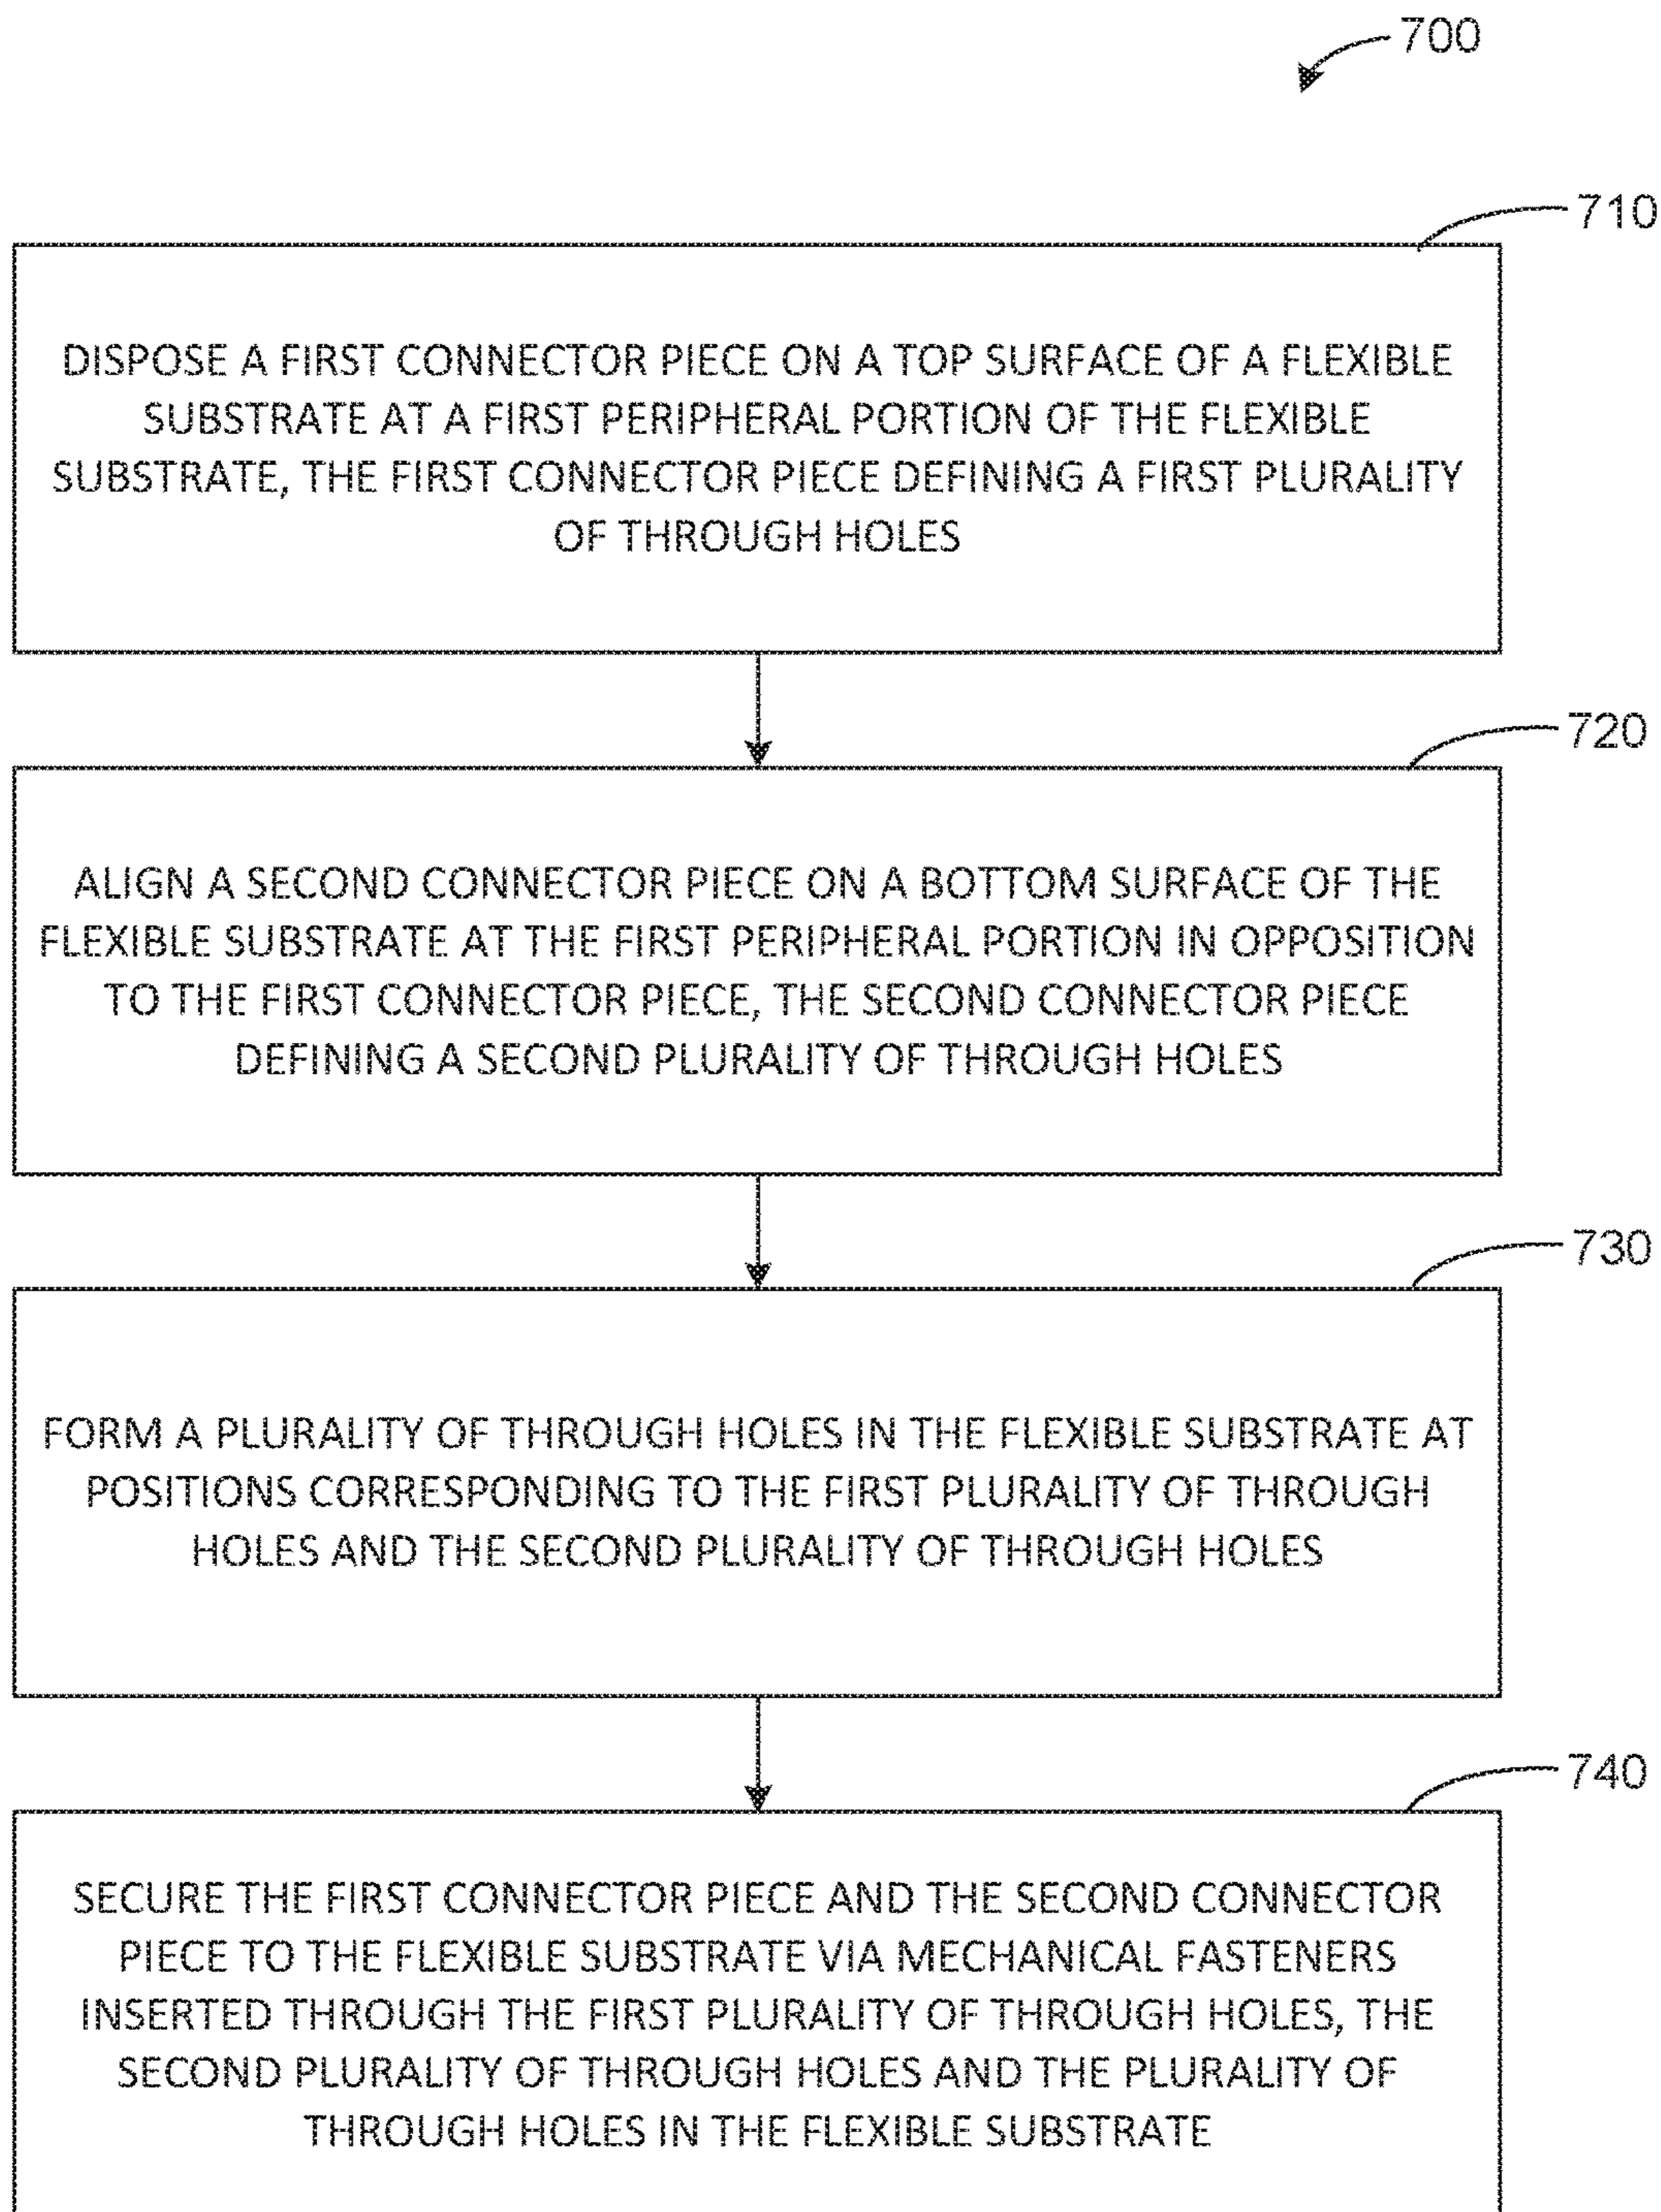 700
710
DISPOSE A FIRST CONNECTOR PIECE ON A TOP SURFACE OF A FLEXIBLE
SUBSTRATE AT A FIRST PERIPHERAL PORTION OF THE FLEXIBLE
SUBSTRATE, THE FIRST CONNECTOR PIECE DEFINING A FIRST PLURALITY
OF THROUGH HOLES
720
ALIGN A SECOND CONNECTOR PIECE ON A BOTTOM SURFACE OF THE
FLEXIBLE SUBSTRATE AT THE FIRST PERIPHERAL PORTION IN OPPOSITION
TO THE FIRST CONNECTOR PIECE, THE SECOND CONNECTOR PIECE
DEFINING A SECOND PLURALITY OF THROUGH HOLES
730
FORM A PLURALITY OF THROUGH HOLES IN THE FLEXIBLE SUBSTRATE AT
POSITIONS CORRESPONDING TO THE FIRST PLURALITY OF THROUGH
HOLES AND THE SECOND PLURALITY OF THROUGH HOLES
740
SECURE THE FIRST CONNECTOR PIECE AND THE SECOND CONNECTOR
PIECE TO THE FLEXIBLE SUBSTRATE VIA MECHANICAL FASTENERS
INSERTED THROUGH THE FIRST PLURALITY OF THROUGH HOLES, THE
SECOND PLURALITY OF THROUGH HOLES AND THE PLURALITY OF
THROUGH HOLES IN THE FLEXIBLE SUBSTRATE